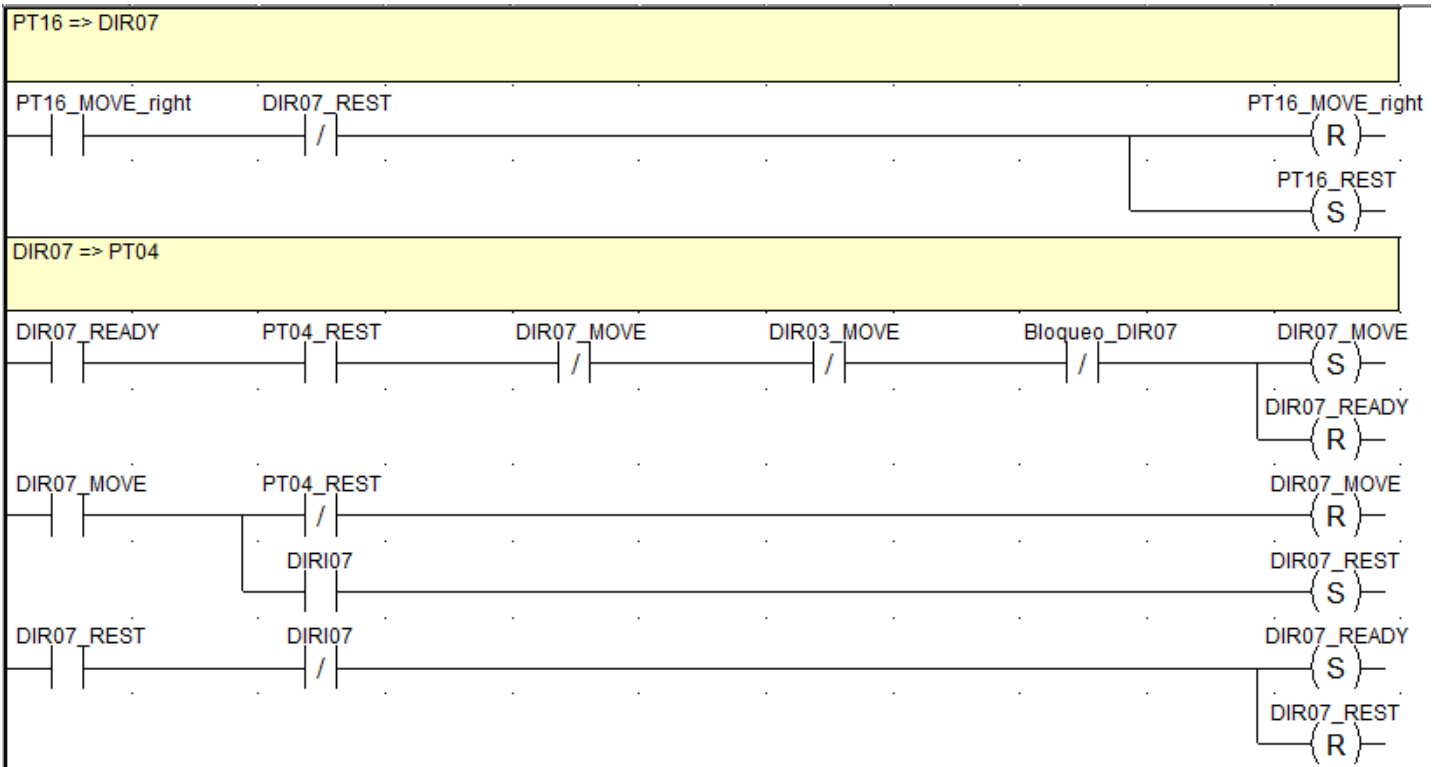 PT16 => DIR07
PT16_MOVE_right DIR07_REST PT16_MOVE_right
/ R
PT16_REST
S
DIR07 => PT04
DIR07_READY PT04_REST DIR07_MOVE DIR03_MOVE Bloqueo_DIR07 DIR07_MOVE
/ / / S
DIR07_READY
R
DIR07_MOVE PT04_REST DIR07_MOVE
/ R
DIRI07 DIR07_REST
S
DIR07_REST DIRI07 DIR07_READY
/ S
DIR07_REST
R